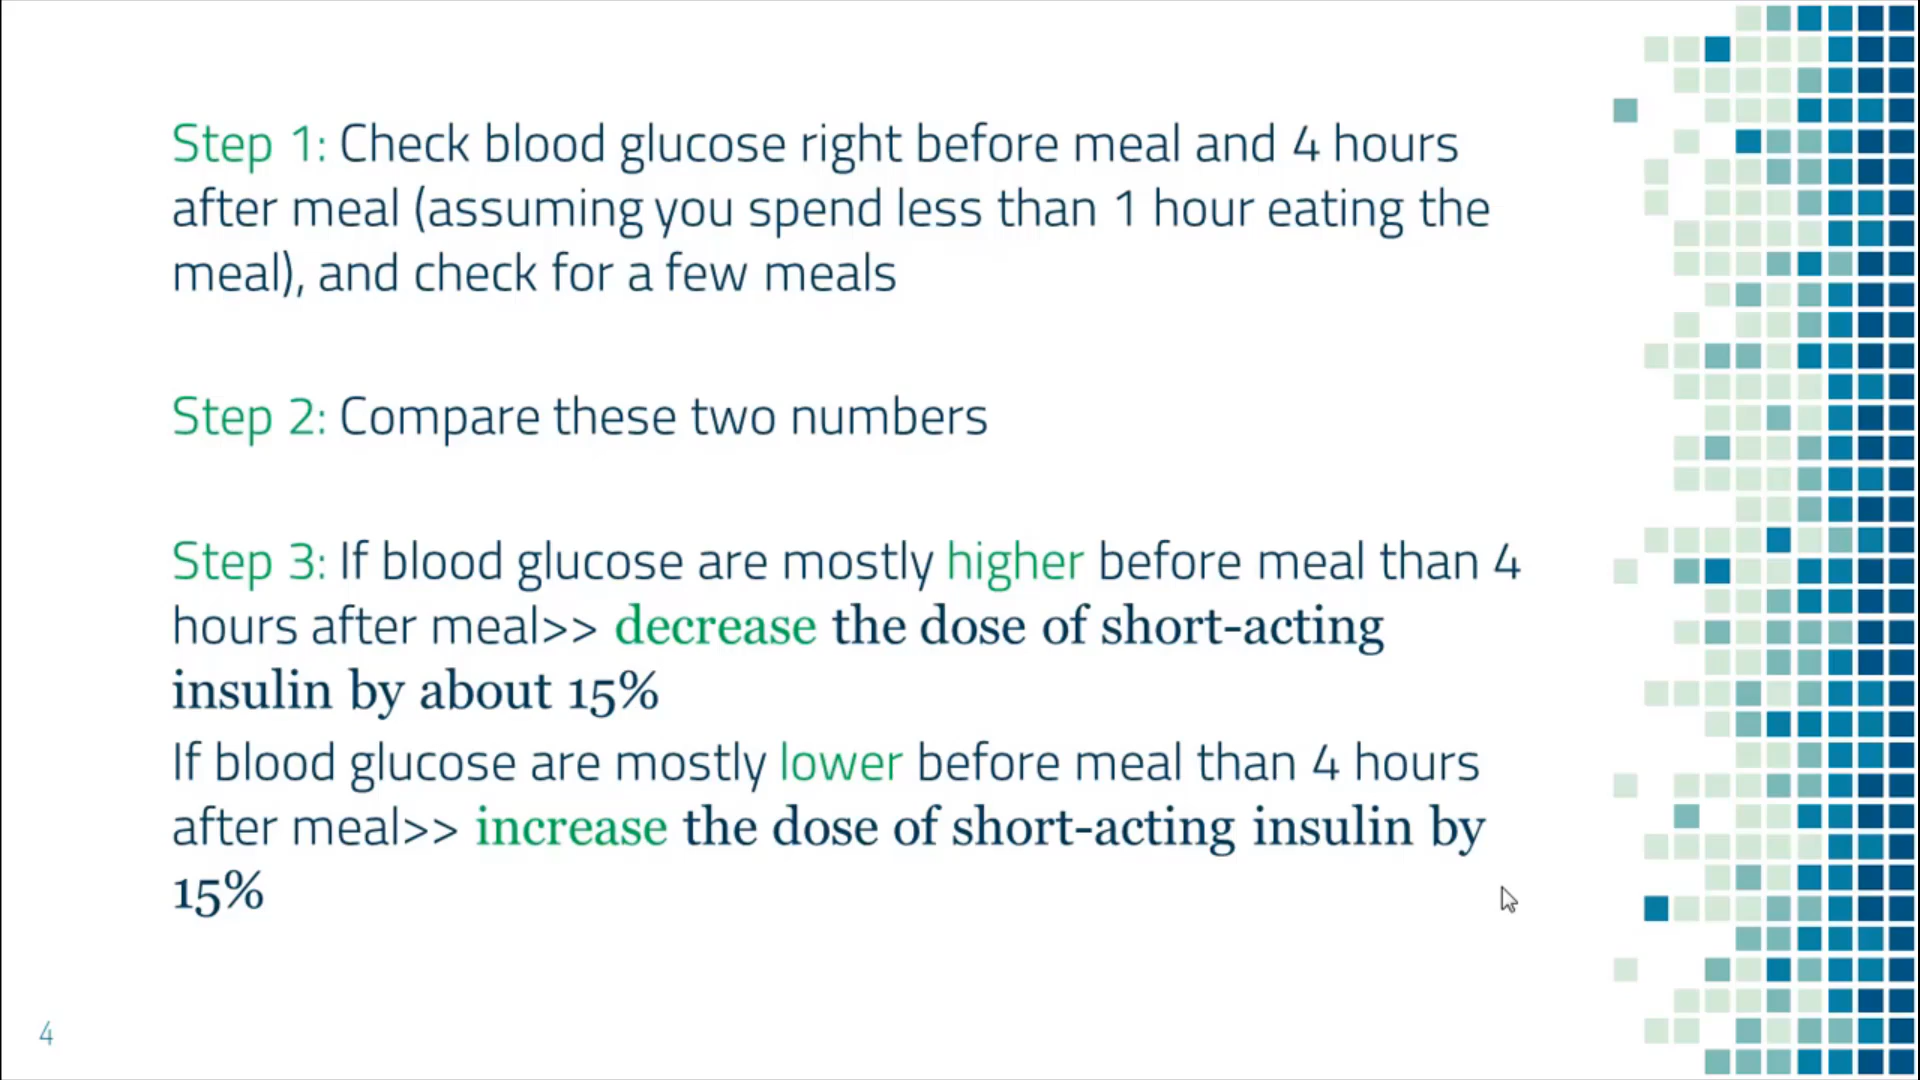 Step 1: Check blood glucose right before meal and 4 hours
after meal (assuming you spend less than 1 hour eating the
meal), and check for a few meals
Step 2: Compare these two numbers
Step 3: If blood glucose are mostly higher before meal than 4
hours after meal>> decrease the dose of short-acting
insulin by about 15%
If blood glucose are mostly lower before meal than 4 hours
after meal>> increase the dose of short-acting insulin by
15%
4